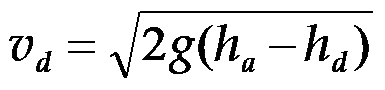 v_d = √(2g(h_a − h_d))